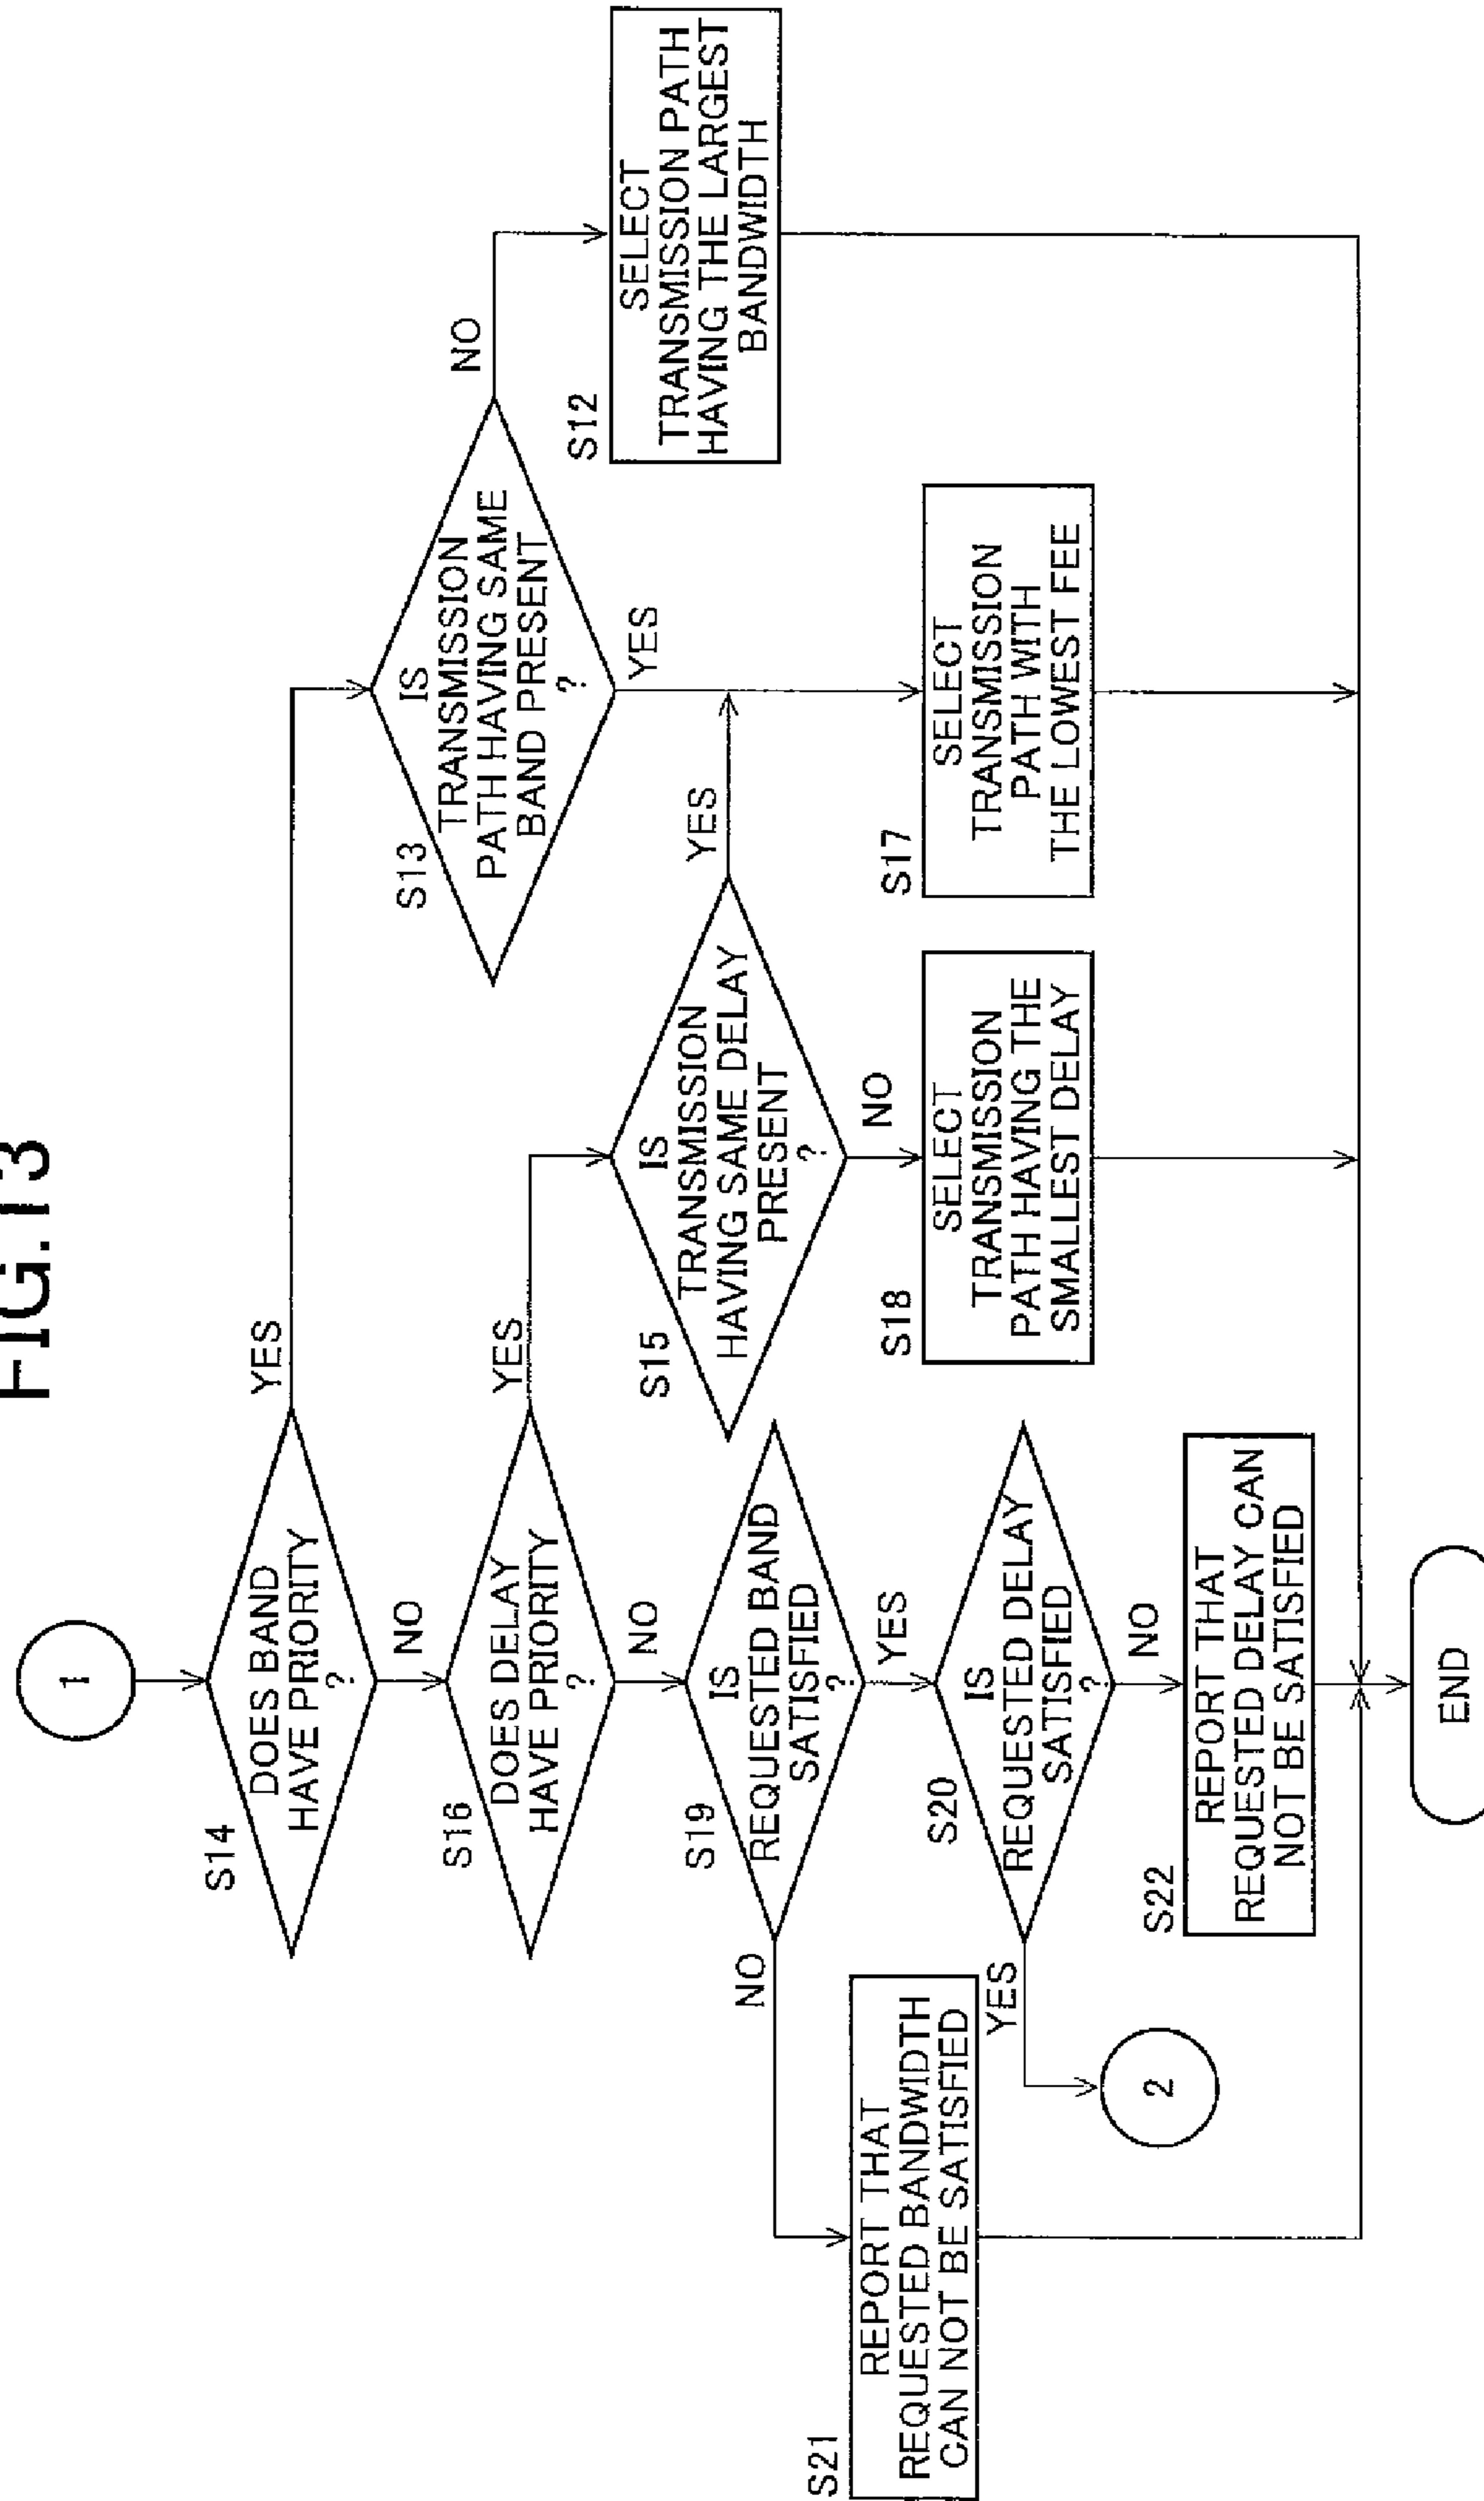 FIG. 13
1
S14
DOES BAND
HAVE PRIORITY
?
YES
NO
S16
DOES DELAY
HAVE PRIORITY
?
YES
NO
S13
IS
TRANSMISSION
PATH HAVING SAME
BAND PRESENT
?
NO
YES
S12
SELECT
TRANSMISSION PATH
HAVING THE LARGEST
BANDWIDTH
S15
IS
TRANSMISSION
HAVING SAME DELAY
PRESENT
?
YES
NO
S19
IS
REQUESTED BAND
SATISFIED
?
NO
YES
S17
SELECT
TRANSMISSION
PATH WITH
THE LOWEST FEE
S18
SELECT
TRANSMISSION
PATH HAVING THE
SMALLEST DELAY
S21
REPORT THAT
REQUESTED BANDWIDTH
CAN NOT BE SATISFIED
S20
IS
REQUESTED DELAY
SATISFIED
?
YES
NO
2
S22
REPORT THAT
REQUESTED DELAY CAN
NOT BE SATISFIED
END